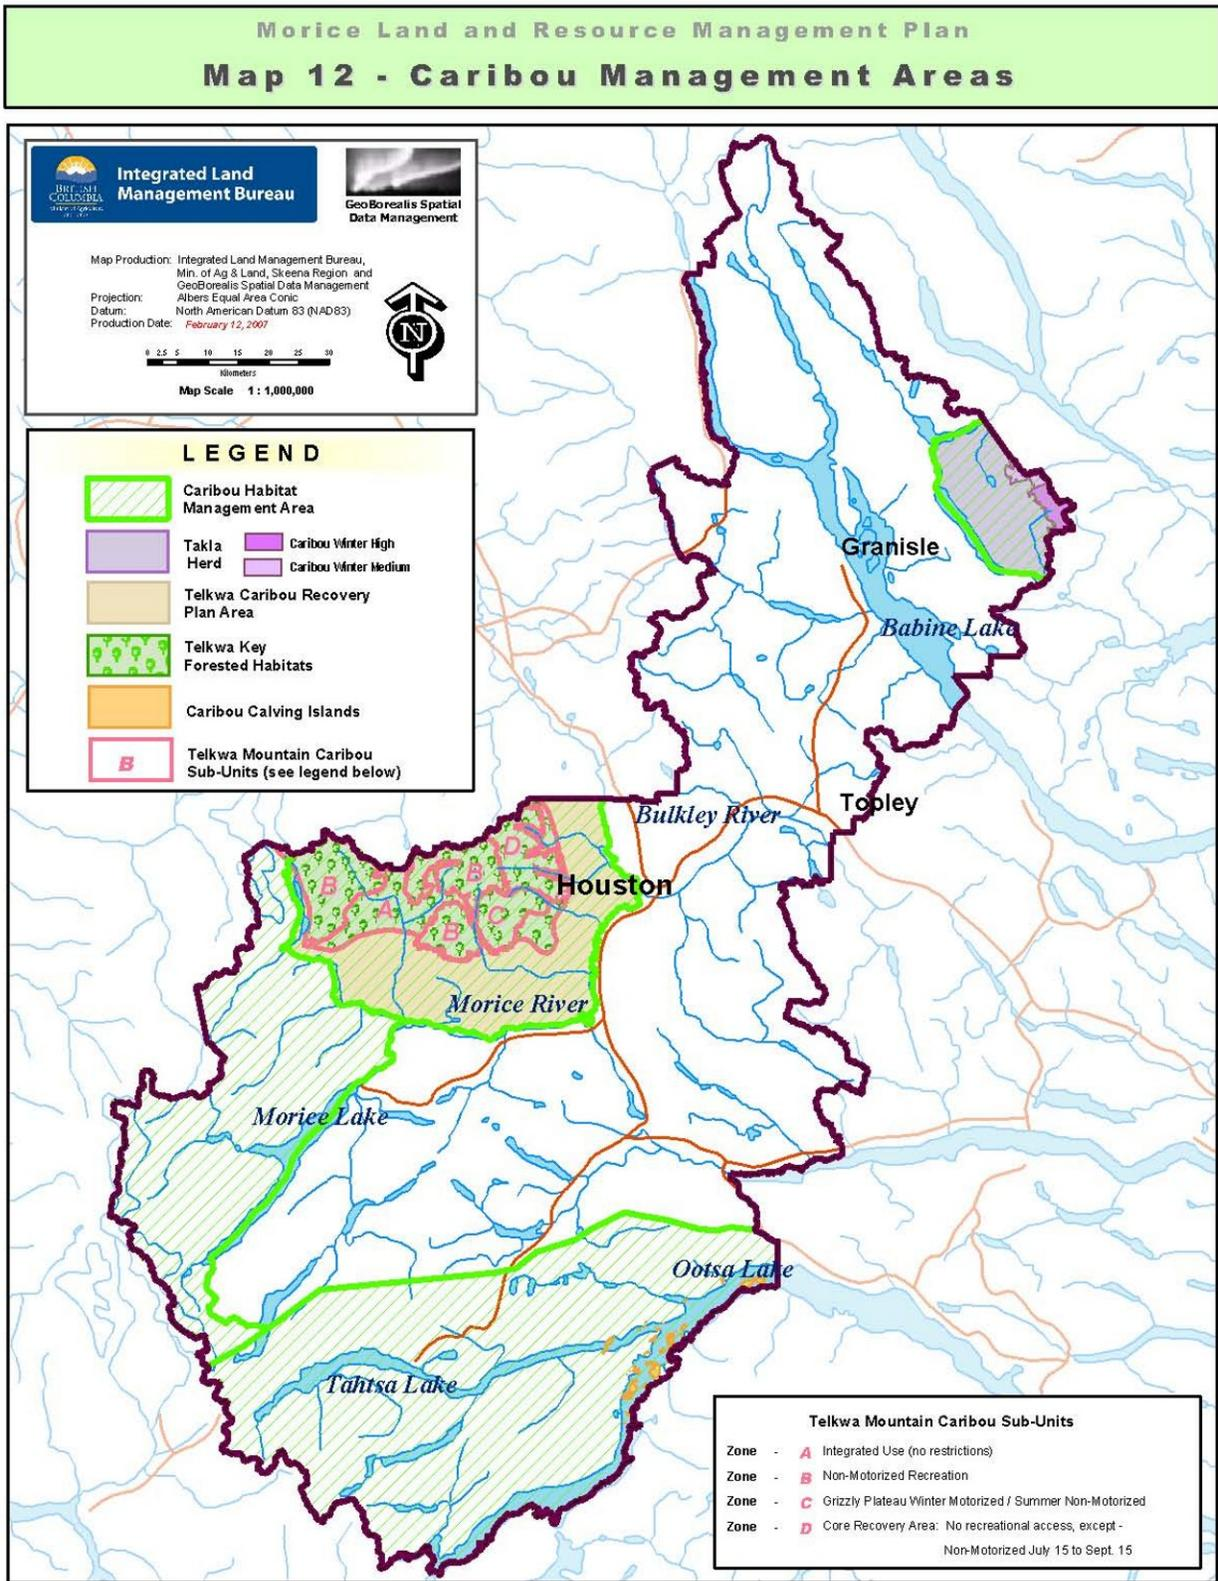 Morice Land and Resource Management Plan
Map 12 - Caribou Management Areas
BRITISH
COLUMBIA
Integrated Land
Management Bureau
GeoBorealis Spatial
Data Management
Map Production: Integrated Land Management Bureau,
Min. of Ag & Land, Skeena Region and
GeoBorealis Spatial Data Management
Projection: Albers Equal Area Conic
Datum: North American Datum 83 (NAD83)
Production Date: February 12, 2007
N
0 2.5 5 10 15 20 25 30
Kilometers
Map Scale 1 : 1,000,000
LEGEND
Caribou Habitat
Management Area
Takla
Herd
Caribou Winter High
Caribou Winter Medium
Telkwa Caribou Recovery
Plan Area
Telkwa Key
Forested Habitats
Caribou Calving Islands
B
Telkwa Mountain Caribou
Sub-Units (see legend below)
Granisle
Babine Lake
Topley
Bulkley River
D
B
B
Houston
A
C
B
Morice River
Morice Lake
Ootsa Lake
Tahtsa Lake
Telkwa Mountain Caribou Sub-Units
Zone - A Integrated Use (no restrictions)
Zone - B Non-Motorized Recreation
Zone - C Grizzly Plateau Winter Motorized / Summer Non-Motorized
Zone - D Core Recovery Area: No recreational access, except -
Non-Motorized July 15 to Sept. 15